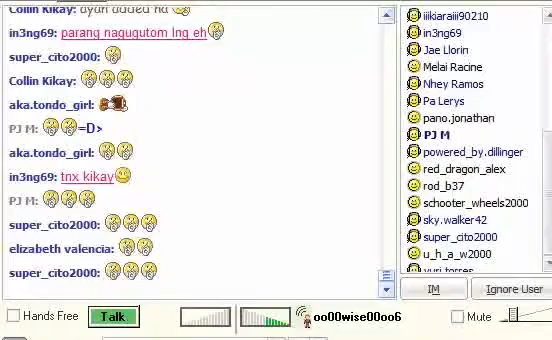 Collin Kikay: ayan added na
in3ng69: parang nagugutom lng eh
super_cito2000:
Collin Kikay:
aka.tondo_girl:
PJ M: =D>
aka.tondo_girl:
in3ng69: tnx kikay
PJ M:
super_cito2000:
elizabeth valencia:
super_cito2000:
iiikiaraiii90210
in3ng69
Jae Llorin
Melai Racine
Nhey Ramos
Pa Lerys
pano.jonathan
PJ M
powered_by.dillinger
red_dragon_alex
rod_b37
schooter_wheels2000
sky.walker42
super_cito2000
u_h_a_w2000
yuri.torres
IM
Ignore User
Hands Free
Talk
oo00wise00oo6
Mute